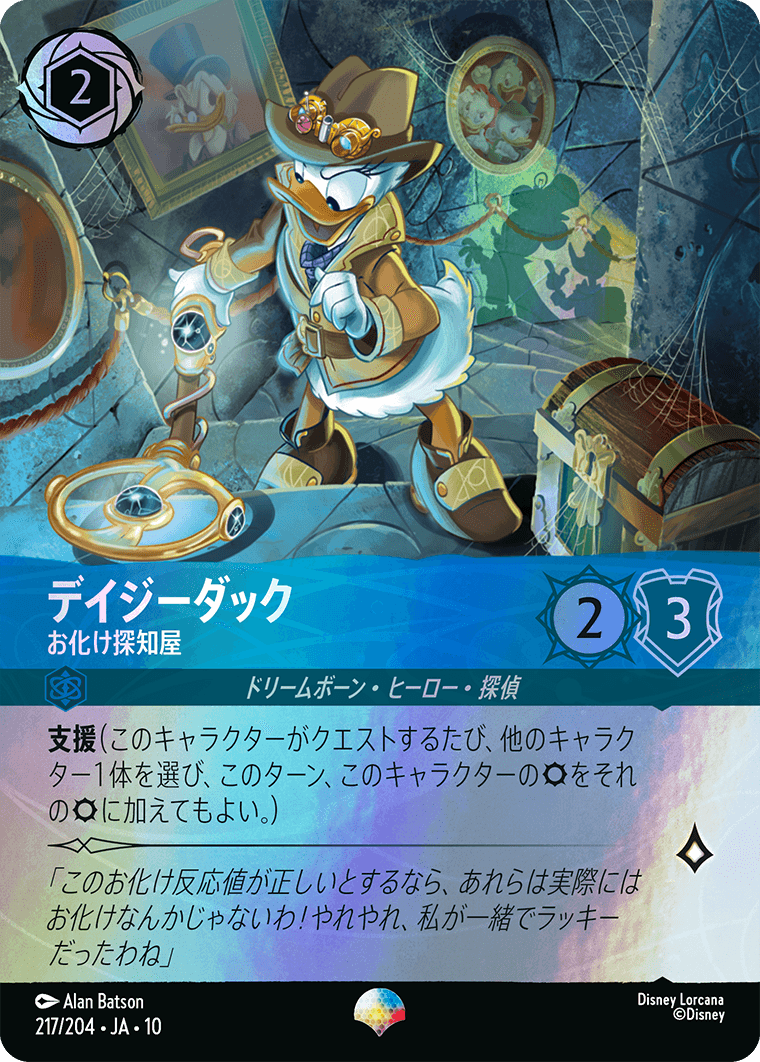 2
デイジーダック
お化け探知屋
2
3
ドリームボーン・ヒーロー・探偵
支援(このキャラクターがクエストするたび、他のキャラク
ター1体を選び、このターン、このキャラクターの¤をそれ
の¤に加えてもよい。)
「このお化け反応値が正しいとするなら、あれらは実際には
お化けなんかじゃないわ!やれやれ、私が一緒でラッキー
だったわね」
Alan Batson
217/204・JA・10
Disney Lorcana
©Disney